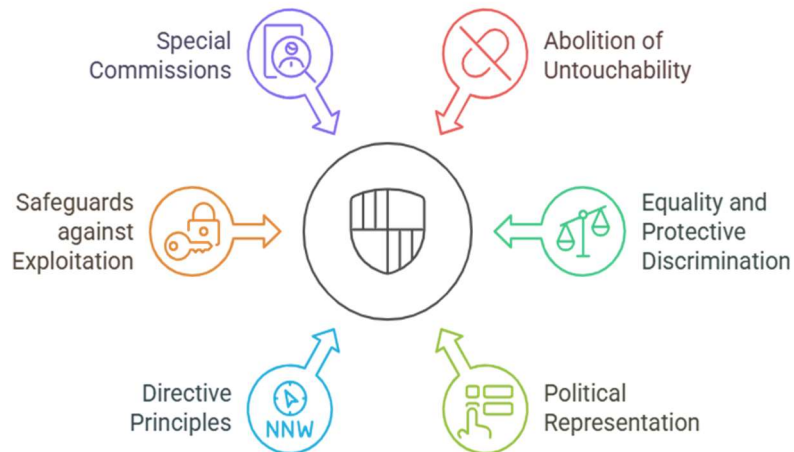 Special
Commissions
Abolition of
Untouchability
Safeguards
against
Exploitation
Equality and
Protective
Discrimination
Directive
Principles
NNW
Political
Representation